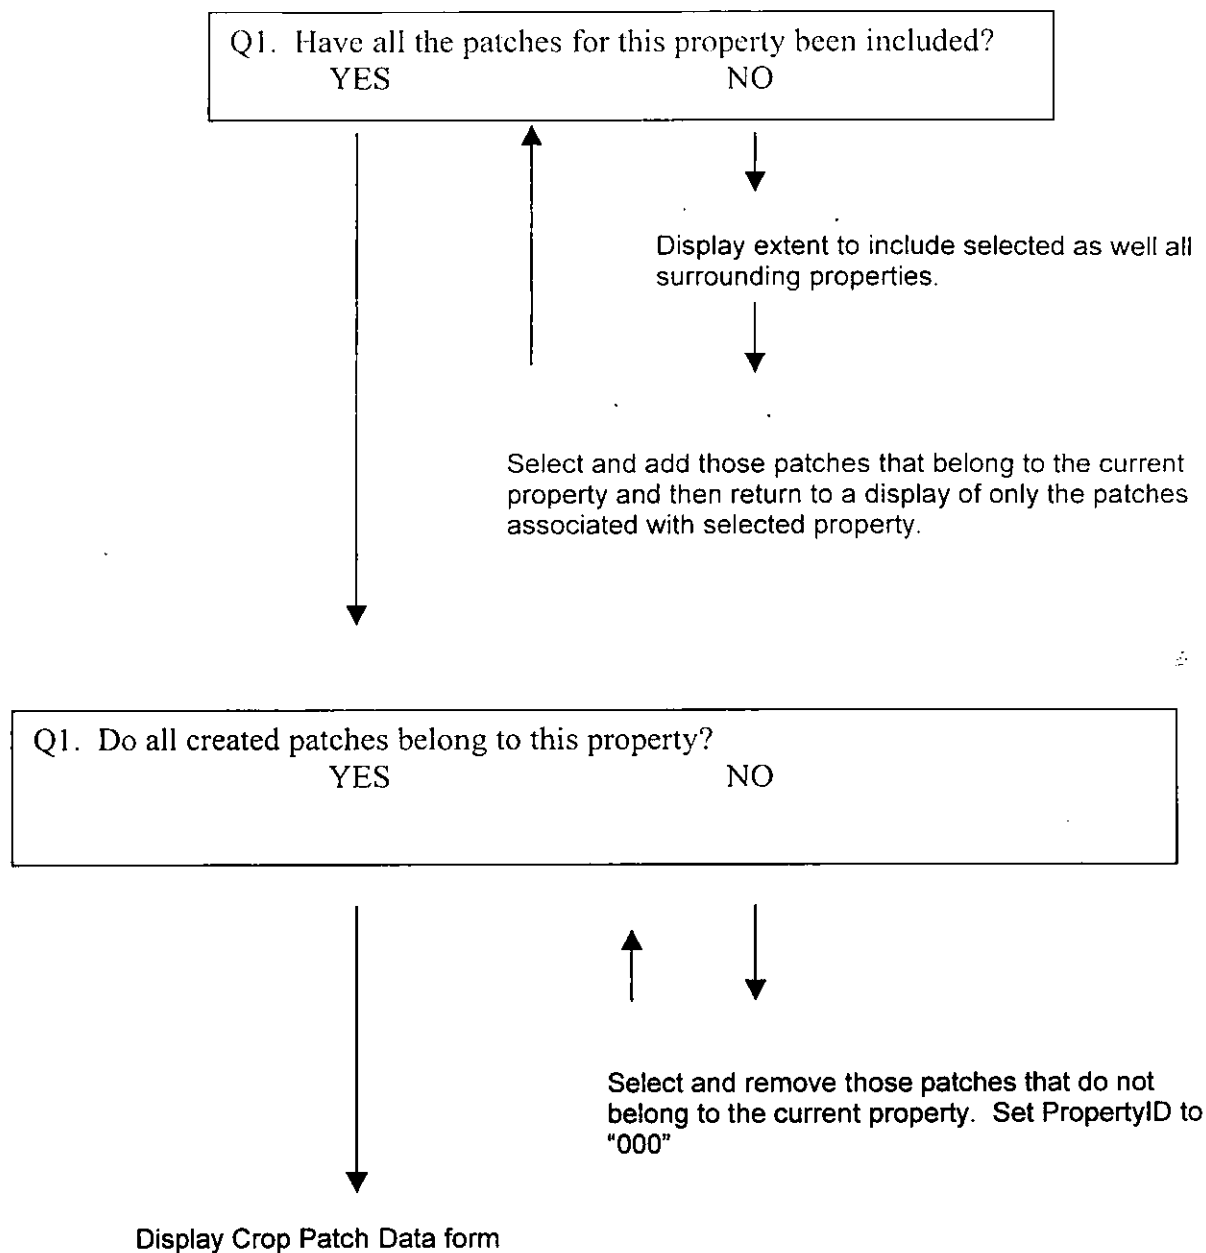 Q1. Have all the patches for this property been included?
YES NO
Display extent to include selected as well all
surrounding properties.
Select and add those patches that belong to the current
property and then return to a display of only the patches
associated with selected property.
Q1. Do all created patches belong to this property?
YES NO
Select and remove those patches that do not
belong to the current property. Set PropertyID to
“000”
Display Crop Patch Data form